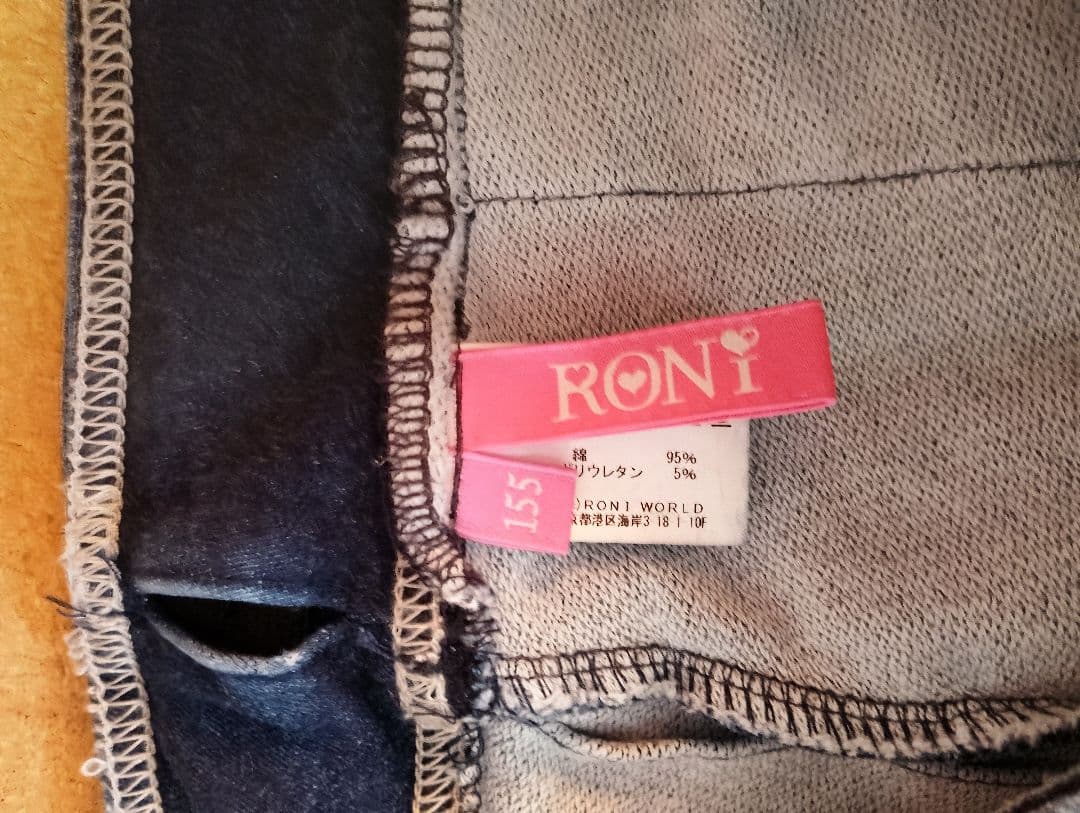 RONi
155
綿 95%
リウレタン 5%
)RONI WORLD
都港区海岸3-18-1-10F